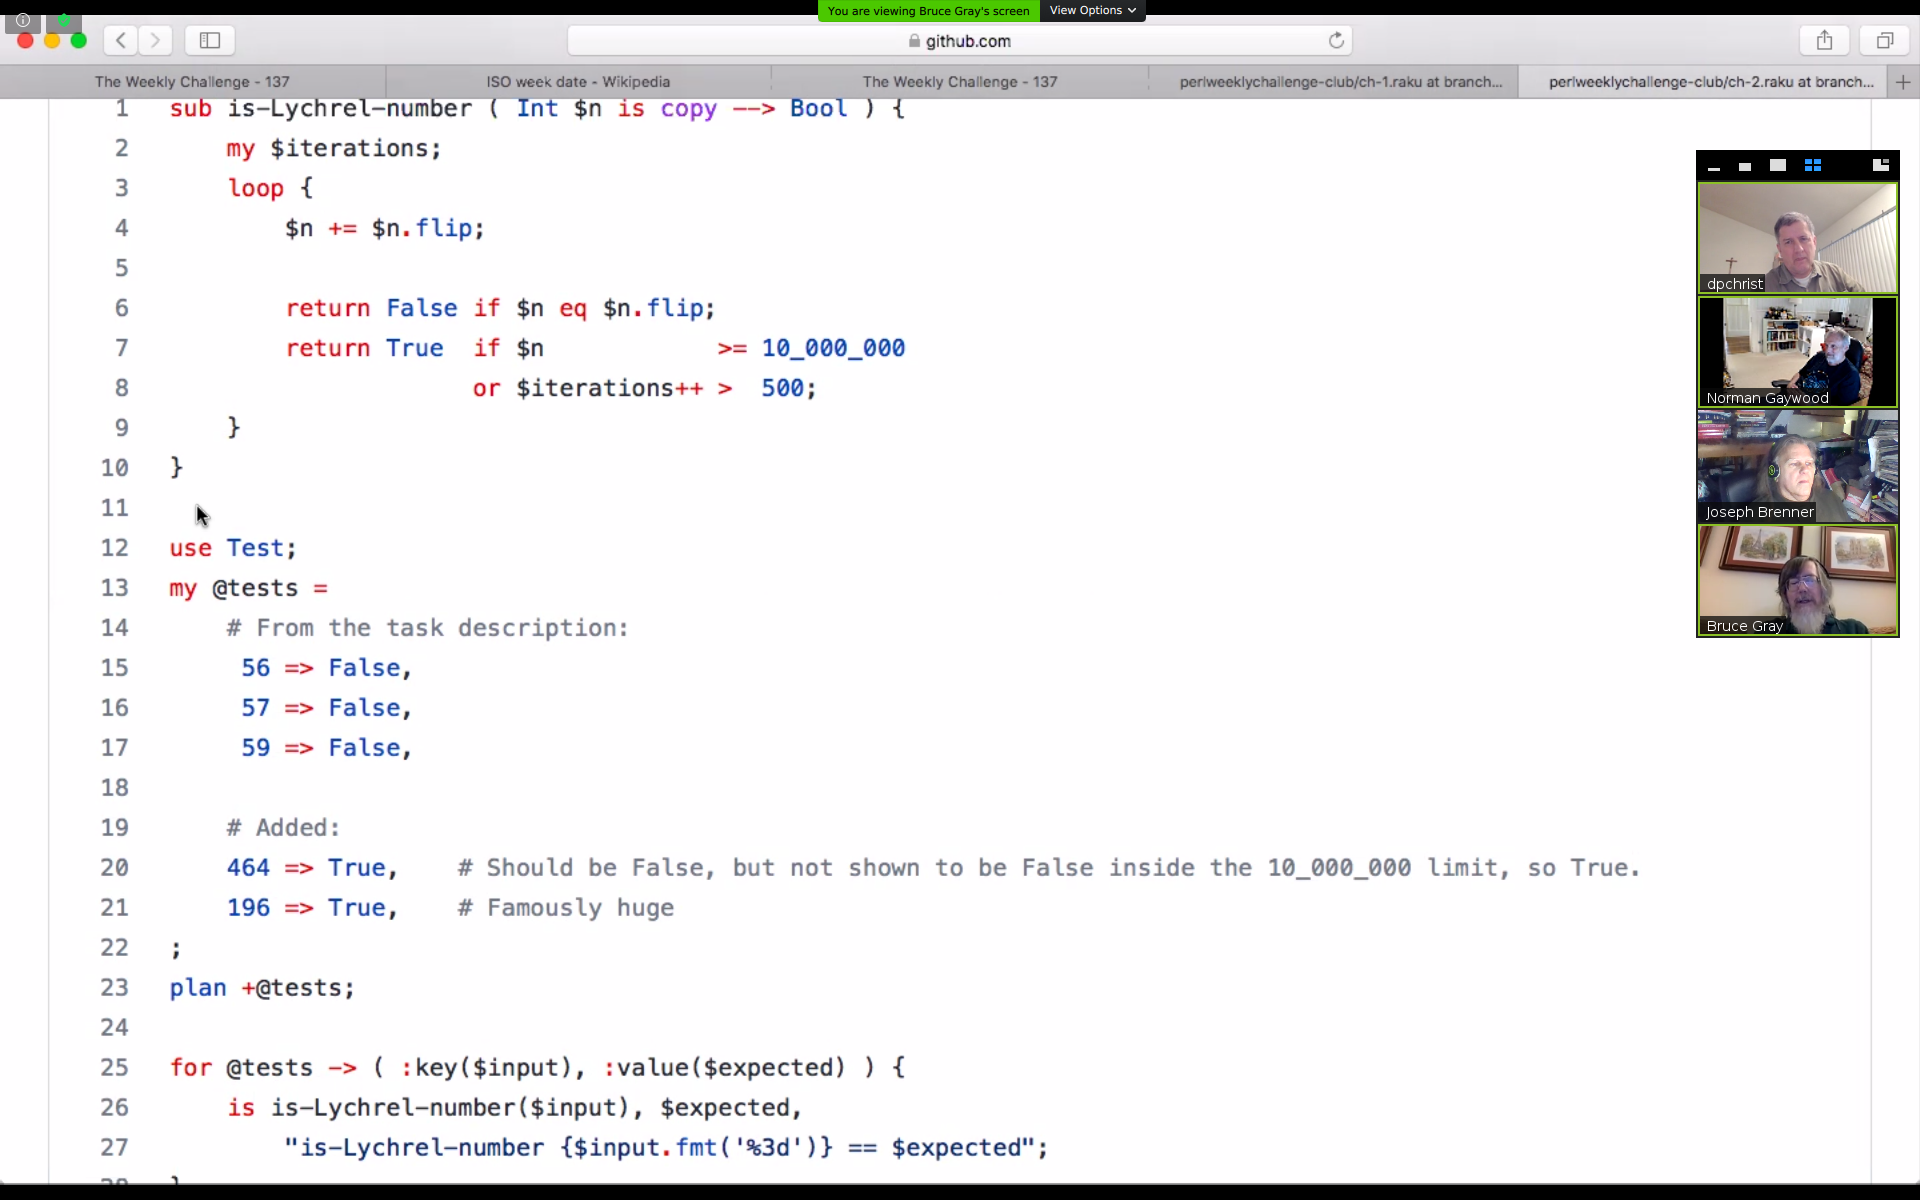 You are viewing Bruce Gray's screen View Options
github.com
The Weekly Challenge - 137 ISO week date - Wikipedia The Weekly Challenge - 137 perlweeklychallenge-club/ch-1.raku at branch... perlweeklychallenge-club/ch-2.raku at branch...
1 sub is-Lychrel-number ( Int $n is copy --> Bool ) {
2 my $iterations;
3 loop {
4 $n += $n.flip;
5
6 return False if $n eq $n.flip;
7 return True if $n >= 10_000_000
8 or $iterations++ > 500;
9 }
10 }
11
12 use Test;
13 my @tests =
14 # From the task description:
15 56 => False,
16 57 => False,
17 59 => False,
18
19 # Added:
20 464 => True, # Should be False, but not shown to be False inside the 10_000_000 limit, so True.
21 196 => True, # Famously huge
22 ;
23 plan +@tests;
24
25 for @tests -> ( :key($input), :value($expected) ) {
26 is is-Lychrel-number($input), $expected,
27 "is-Lychrel-number {$input.fmt('%3d')} == $expected";
dpchrist
Norman Gaywood
Joseph Brenner
Bruce Gray